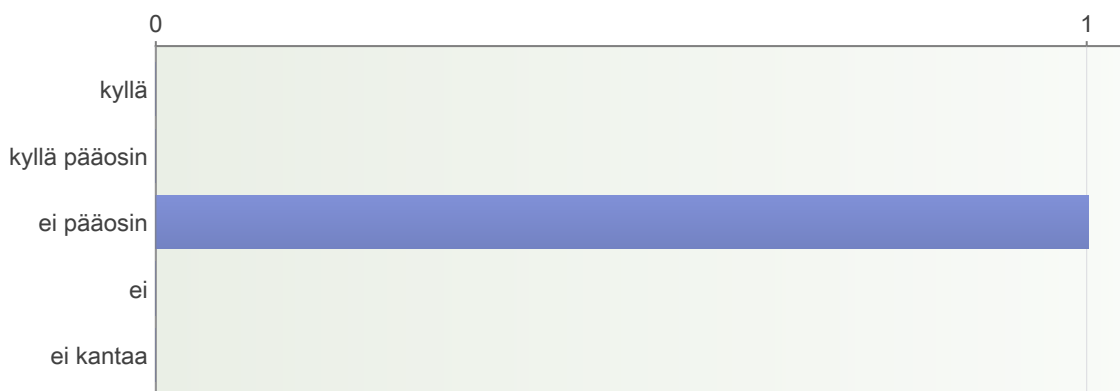 0 1
kyllä
kyllä pääosin
ei pääosin
ei
ei kantaa